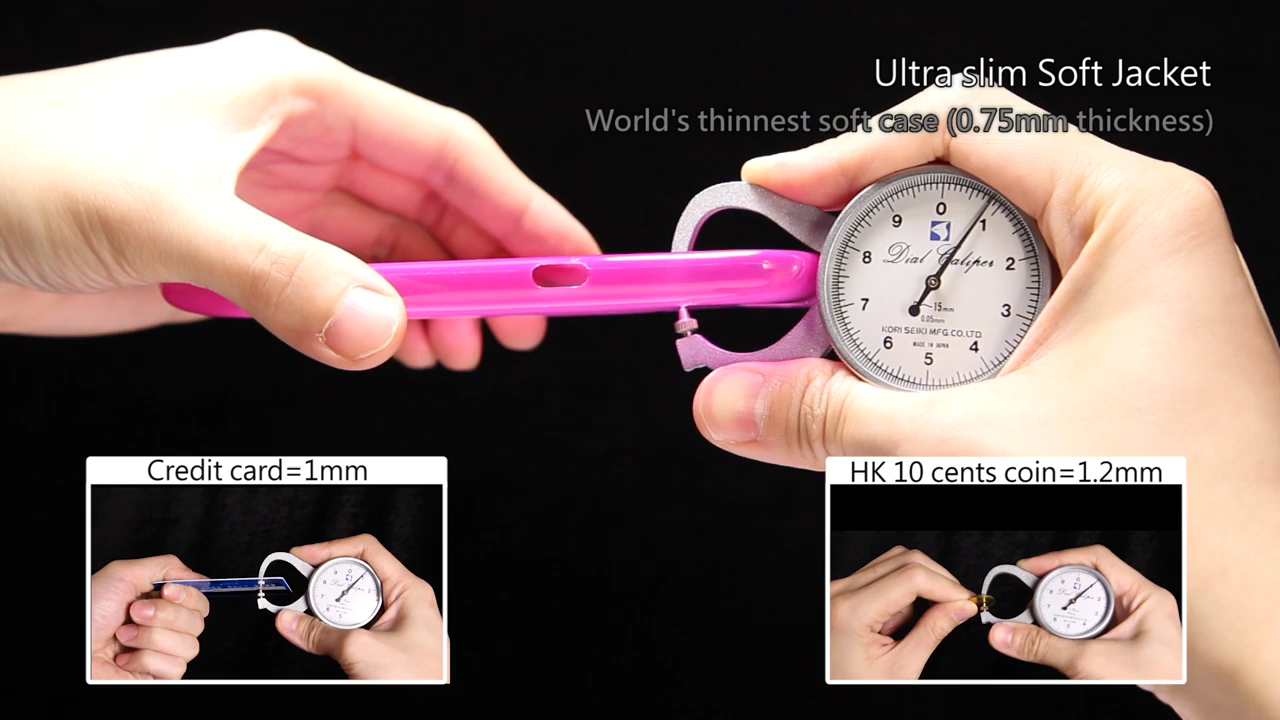 Ultra slim Soft Jacket
World's thinnest soft case (0.75mm thickness)
0
9
1
Dial Caliper
8
2
15mm
7
3
0.05mm
KORI SEIKI MFG.CO.LTD.
6
MADE IN JAPAN
4
5
Credit card=1mm
HK 10 cents coin=1.2mm